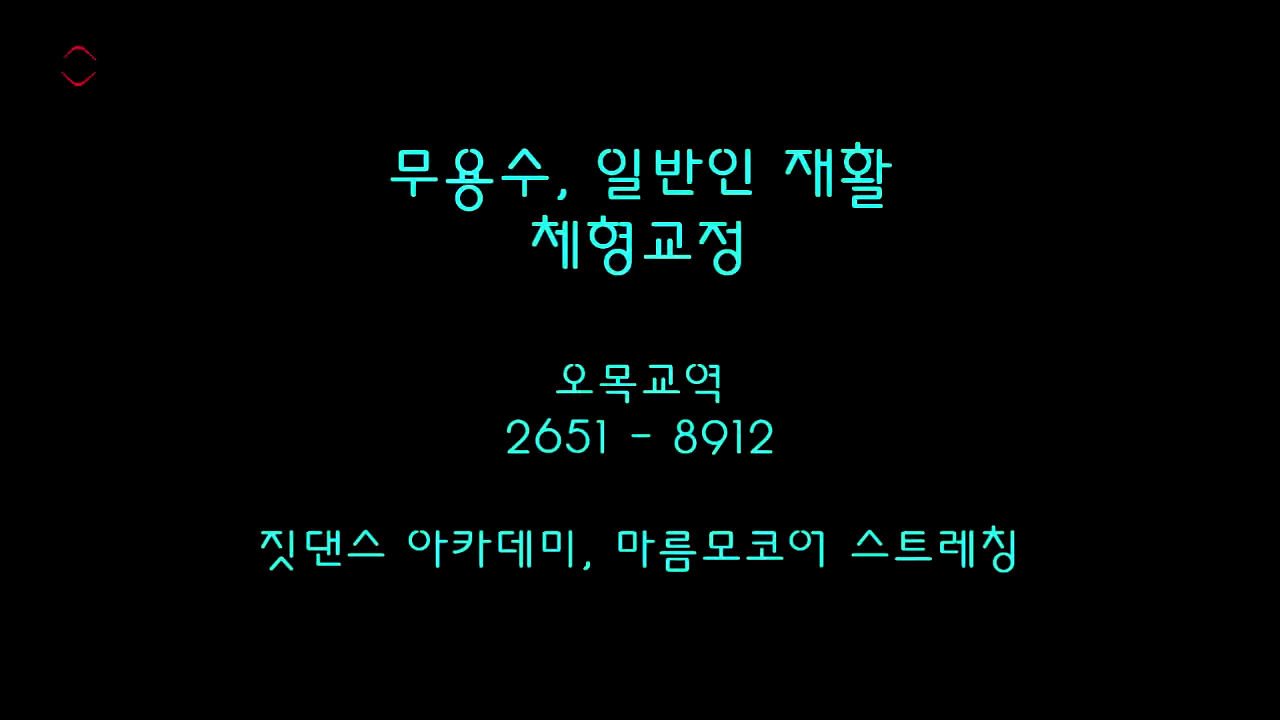 무용수, 일반인 재활
체형교정
오목교역
2651 - 8912
짓댄스 아카데미, 마름모코어 스트레칭